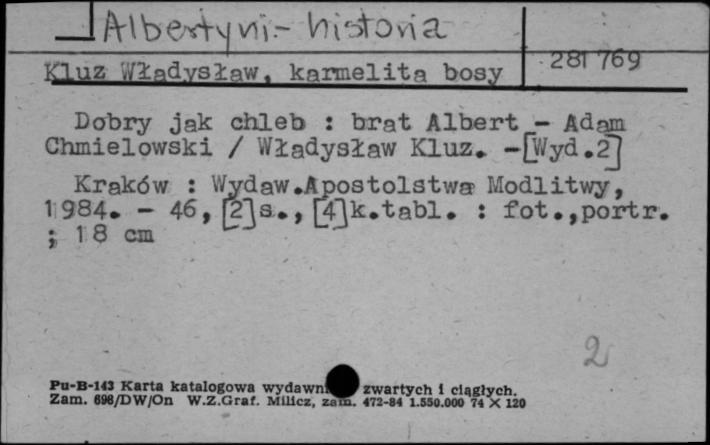 Albertyni - historia
281 769
Kluz Władysław, karmelita bosy
Dobry jak chleb : brat Albert - Adam
Chmielowski / Władysław Kluz. -[Wyd.2]
Kraków : Wydaw.Apostolstwa Modlitwy,
1984. - 46,[2]s.,[4]k.tabl. : fot.,portr.
; 18 cm
2
Pu-B-143 Karta katalogowa zwartych i ciągłych.
Zam. 698/DW/On W.Z.Graf. Milicz, zam. 472-84 1.550.000 74 X 120